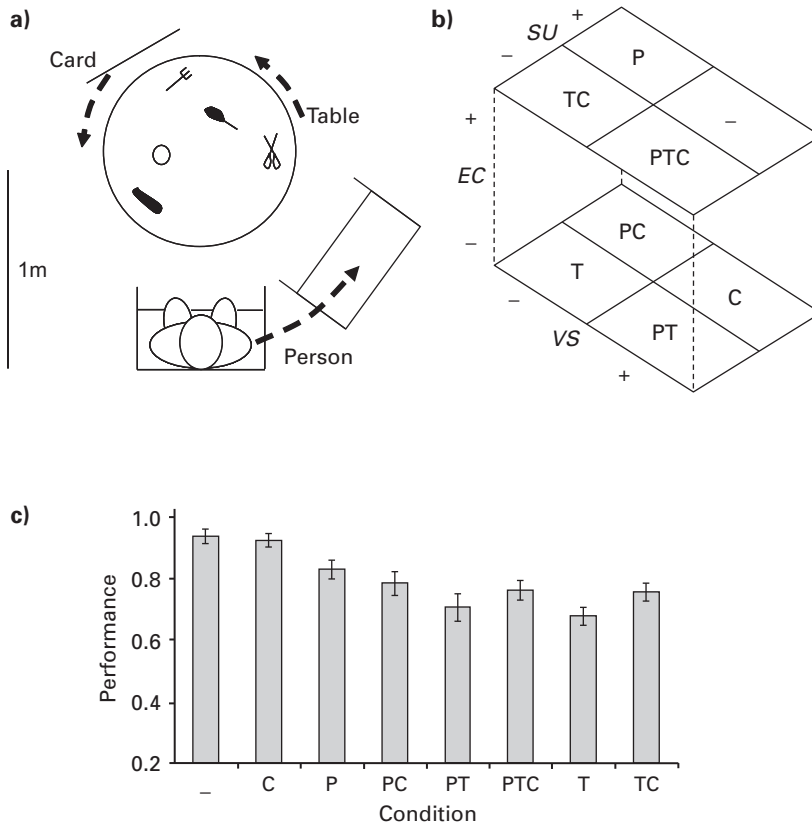 a)
Card
Table
1m
Person
b)
+
SU
–
P
TC
–
+
PTC
EC
–
PC
T
C
–
VS
PT
+
c)
Performance
1.0
0.8
0.6
0.4
0.2
– C P PC PT PTC T TC
Condition